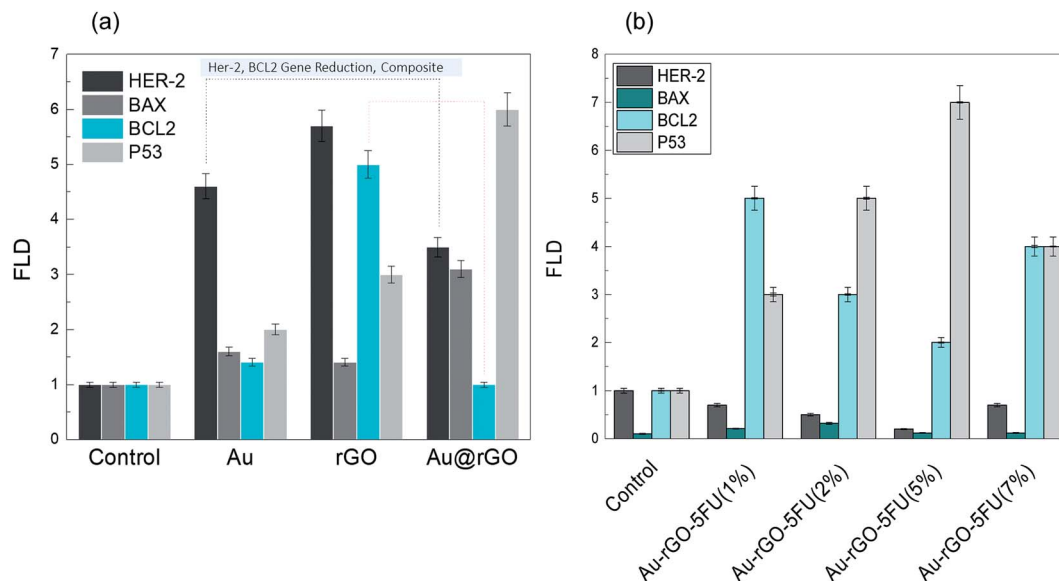 (a)
7
6
5
4
3
2
1
0
FLD
HER-2
BAX
BCL2
P53
Her-2, BCL2 Gene Reduction, Composite
Control
Au
rGO
Au@rGO
(b)
8
7
6
5
4
3
2
1
0
FLD
HER-2
BAX
BCL2
P53
Control
Au-rGO-5FU(1%)
Au-rGO-5FU(2%)
Au-rGO-5FU(5%)
Au-rGO-5FU(7%)